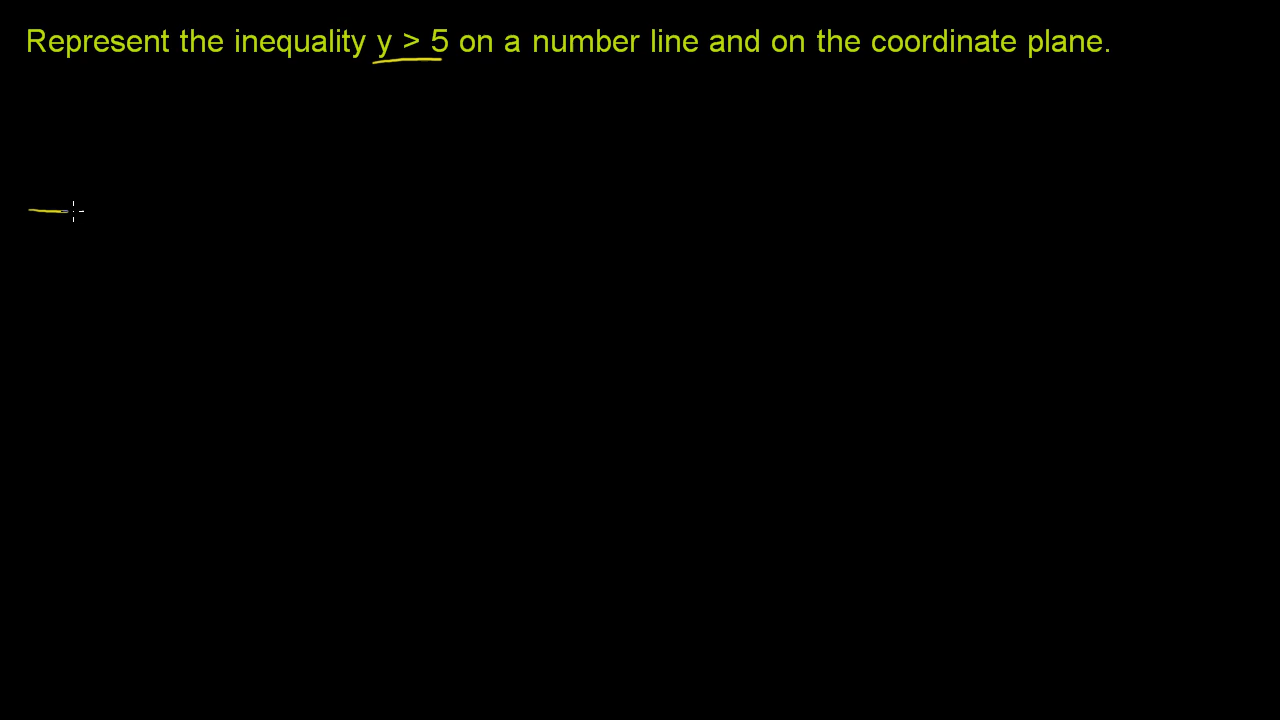 Represent the inequality y > 5 on a number line and on the coordinate plane.